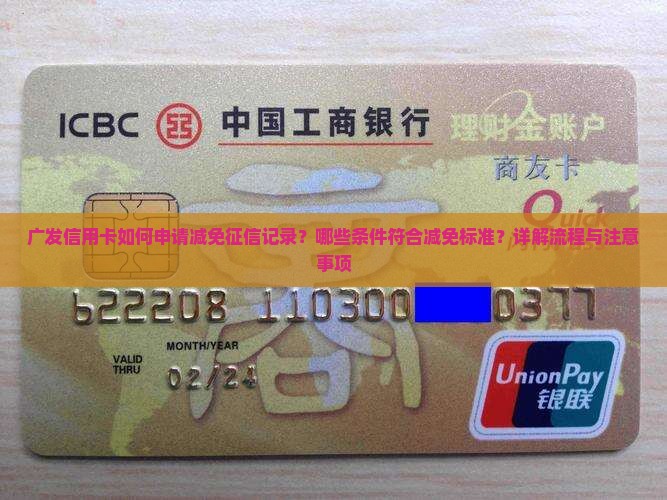 ICBC 中国工商银行 理财金账户
商友卡
Quick
广发信用卡如何申请减免征信记录？哪些条件符合减免标准？详解流程与注意
事项
622208 110300 0377
MONTH/YEAR
VALID
THRU
02/24
UnionPay
银联